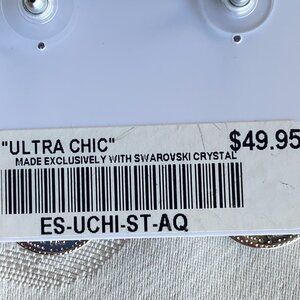 "ULTRA CHIC" $49.95
MADE EXCLUSIVELY WITH SWAROVSKI CRYSTAL
ES-UCHI-ST-AQ